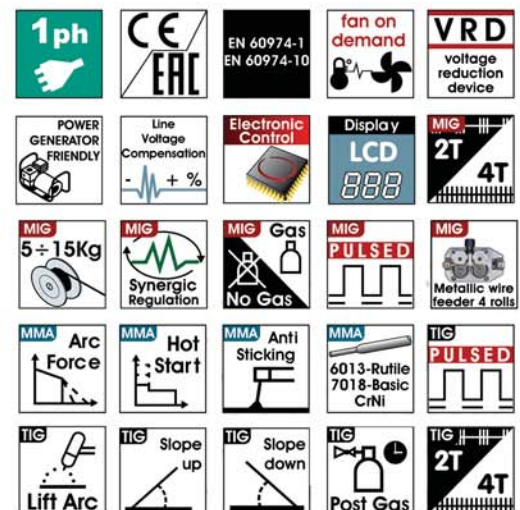 1ph
CE
EAC
EN 60974-1
EN 60974-10
fan on
demand
VRD
voltage
reduction
device
POWER
GENERATOR
FRIENDLY
Line
Voltage
Compensation
- + %
Electronic
Control
Display
LCD
888
MIG
2T
4T
MIG
5÷15Kg
MIG
Synergic
Regulation
MIG
Gas
No Gas
MIG
PULSED
MIG
Metallic wire
feeder 4 rolls
MMA
Arc
Force
MMA
Hot
Start
MMA
Anti
Sticking
MMA
6013-Rutile
7018-Basic
CrNi
TIG
PULSED
TIG
Lift Arc
TIG
Slope
up
TIG
Slope
down
TIG
Post Gas
TIG
2T
4T